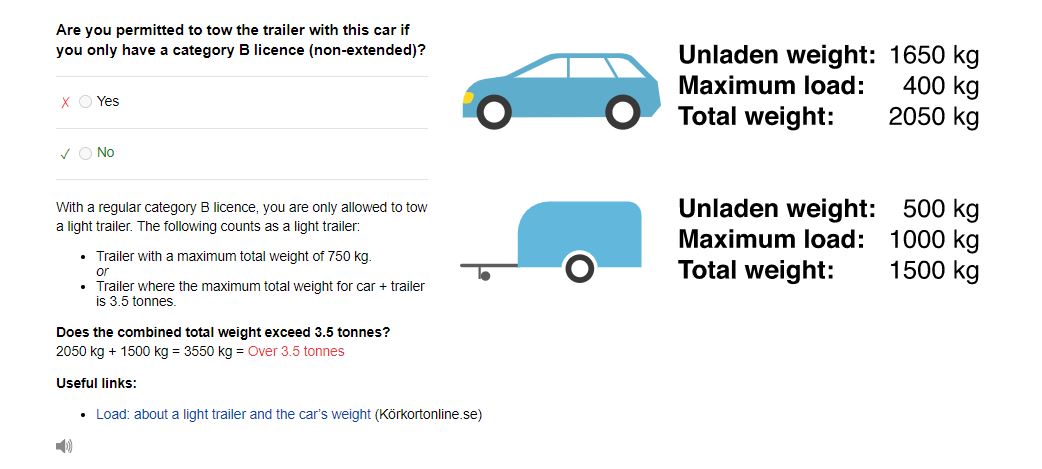 Are you permitted to tow the trailer with this car if
you only have a category B licence (non-extended)?
✗ Yes
✓ No
With a regular category B licence, you are only allowed to tow
a light trailer. The following counts as a light trailer:
• Trailer with a maximum total weight of 750 kg.
or
• Trailer where the maximum total weight for car + trailer
is 3.5 tonnes.
Does the combined total weight exceed 3.5 tonnes?
2050 kg + 1500 kg = 3550 kg = Over 3.5 tonnes
Useful links:
• Load: about a light trailer and the car's weight (Körkortonline.se)
Unladen weight: 1650 kg
Maximum load: 400 kg
Total weight: 2050 kg
Unladen weight: 500 kg
Maximum load: 1000 kg
Total weight: 1500 kg